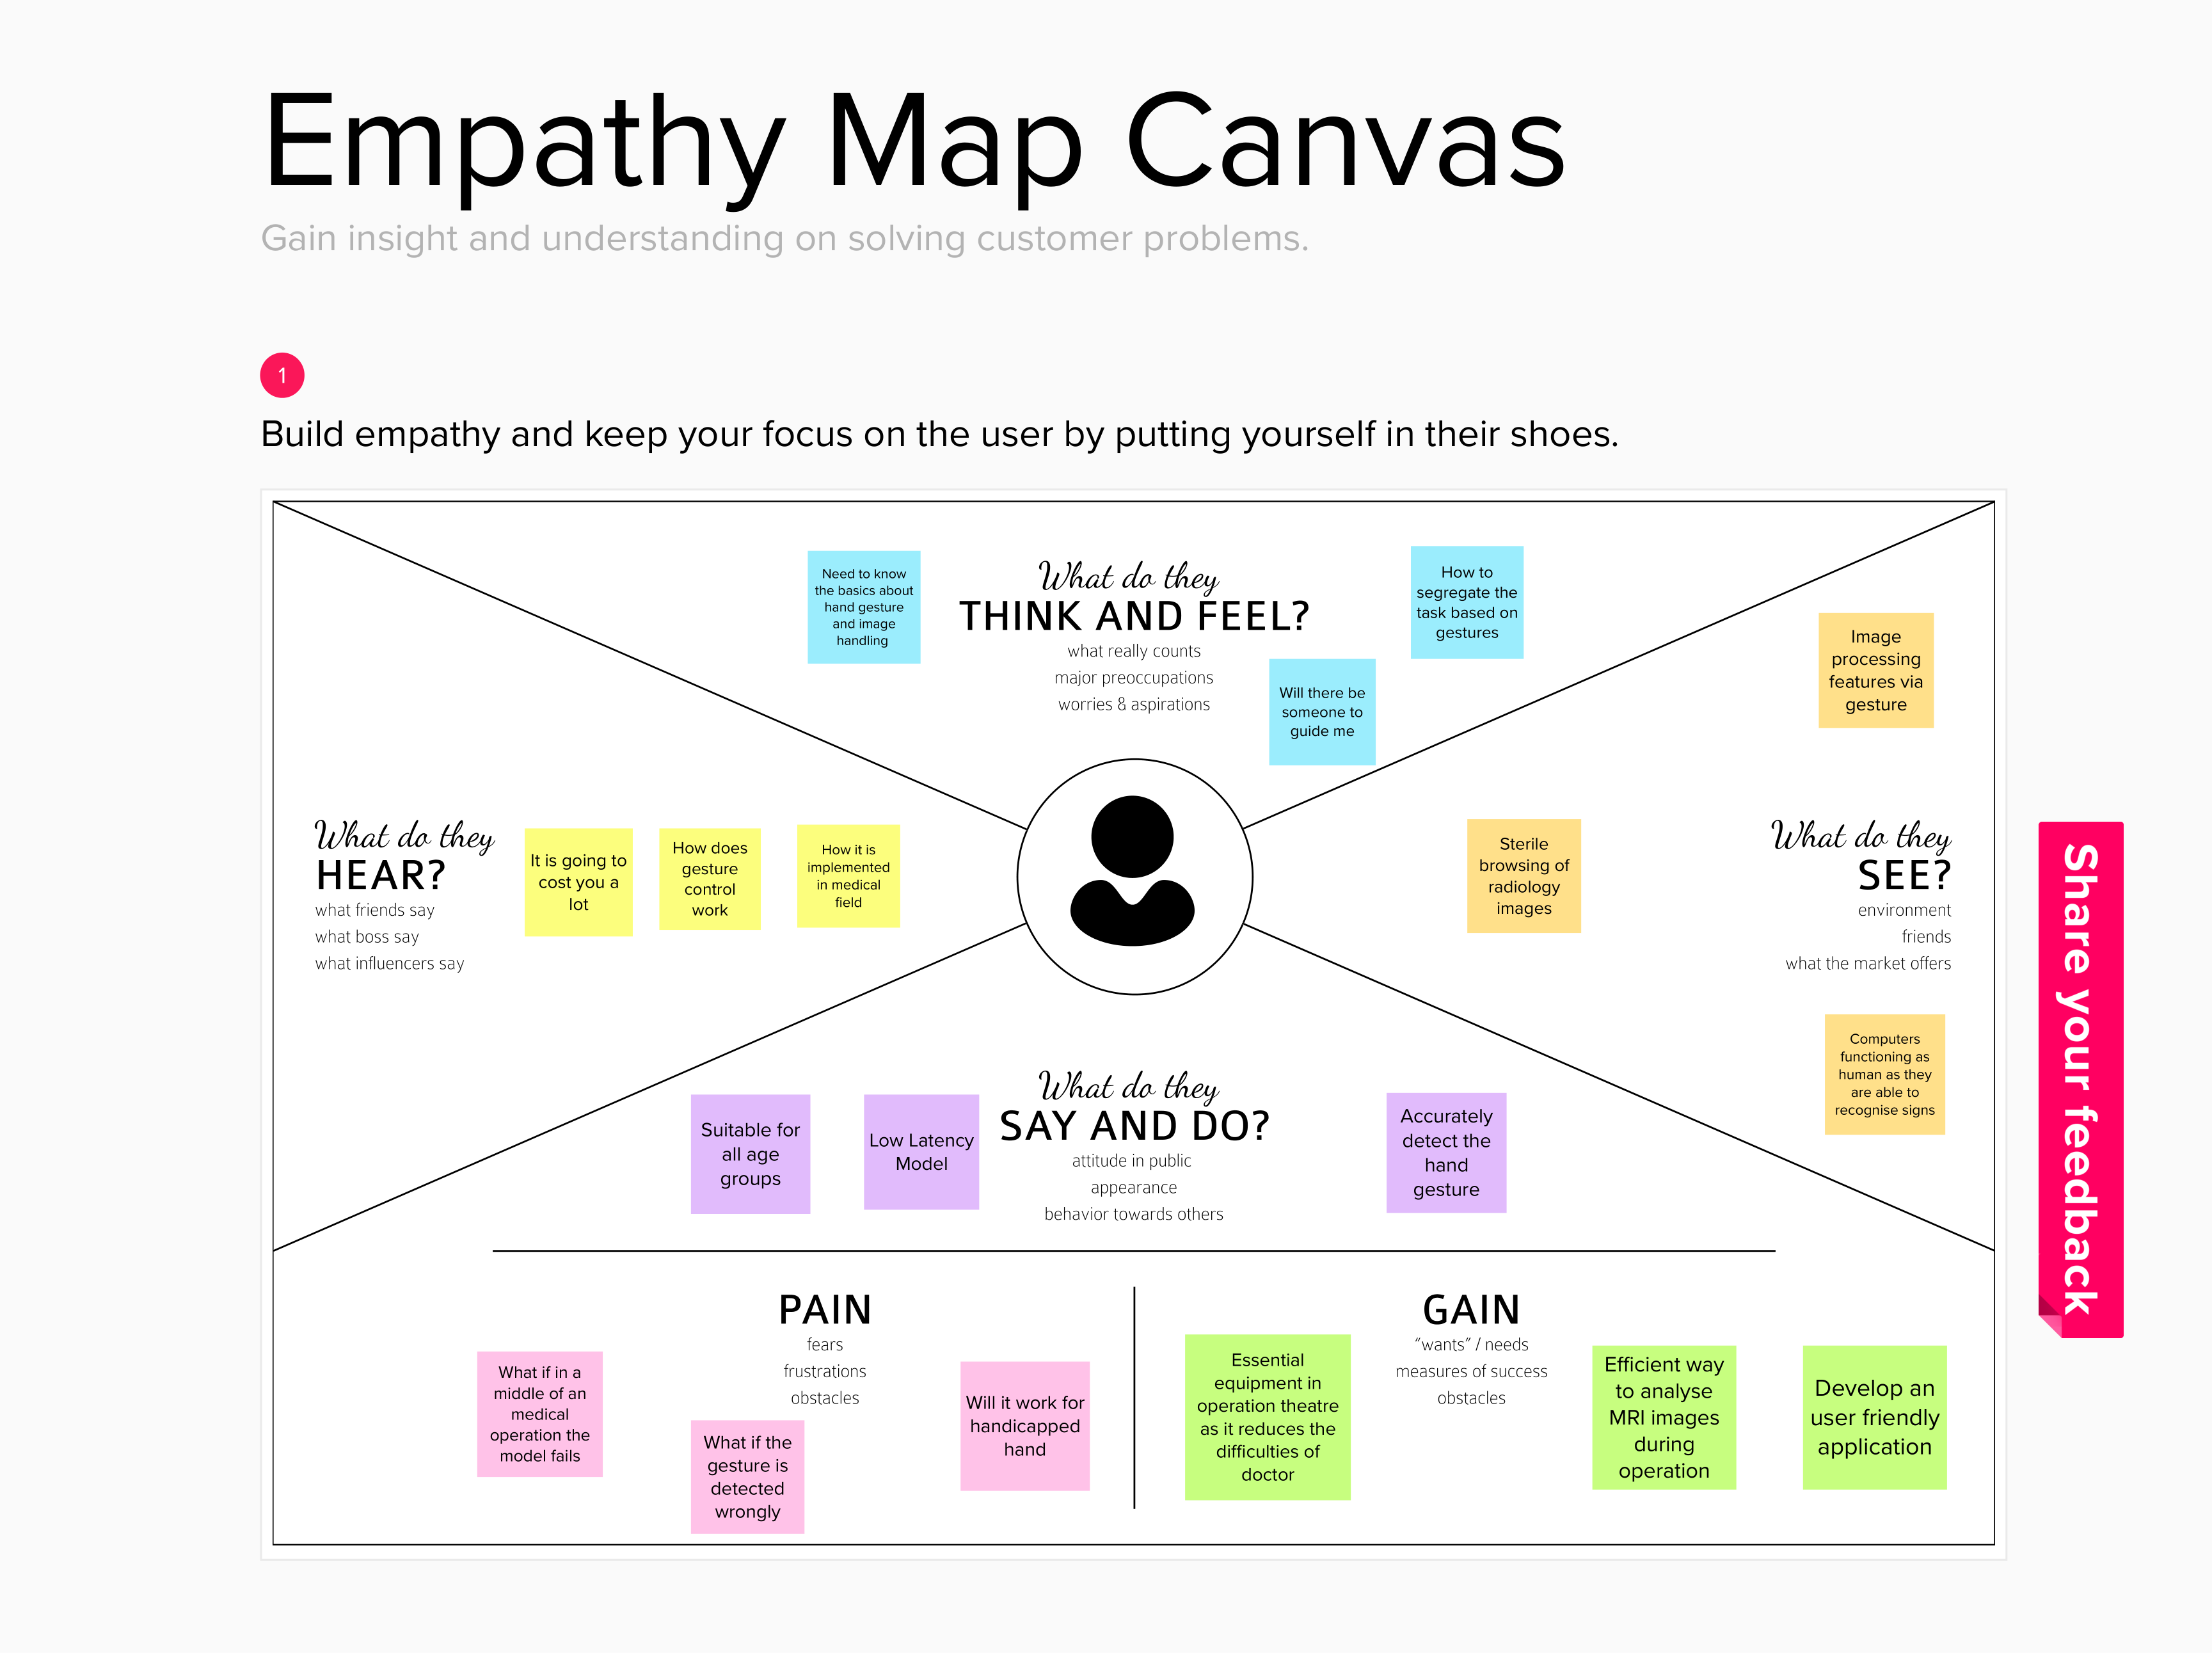 Empathy Map Canvas
Gain insight and understanding on solving customer problems.
1
Build empathy and keep your focus on the user by putting yourself in their shoes.
What do they
THINK AND FEEL?
what really counts
major preoccupations
worries & aspirations
Need to know
the basics about
hand gesture
and image
handling
How to
segregate the
task based on
gestures
Will there be
someone to
guide me
What do they
HEAR?
what friends say
what boss say
what influencers say
It is going to
cost you a
lot
How does
gesture
control
work
How it is
implemented
in medical
field
Image
processing
features via
gesture
Sterile
browsing of
radiology
images
What do they
SEE?
environment
friends
what the market offers
Computers
functioning as
human as they
are able to
recognise signs
What do they
SAY AND DO?
attitude in public
appearance
behavior towards others
Suitable for
all age
groups
Low Latency
Model
Accurately
detect the
hand
gesture
PAIN
fears
frustrations
obstacles
What if in a
middle of an
medical
operation the
model fails
What if the
gesture is
detected
wrongly
Will it work for
handicapped
hand
GAIN
“wants” / needs
measures of success
obstacles
Essential
equipment in
operation theatre
as it reduces the
difficulties of
doctor
Efficient way
to analyse
MRI images
during
operation
Develop an
user friendly
application
Share your feedback